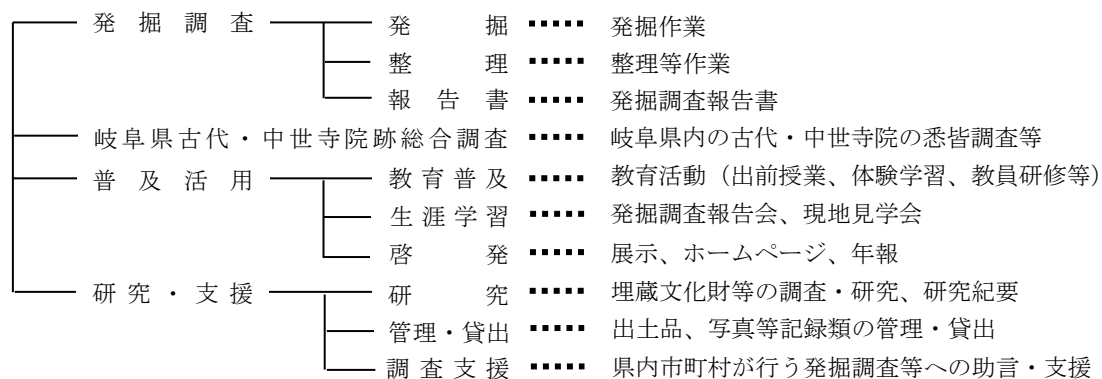 発掘調査 発掘 ▪▪▪▪▪ 発掘作業
整理 ▪▪▪▪▪ 整理等作業
報告書 ▪▪▪▪▪ 発掘調査報告書
岐阜県古代・中世寺院跡総合調査 ▪▪▪▪▪ 岐阜県内の古代・中世寺院の悉皆調査等
普及活用 教育普及 ▪▪▪▪▪ 教育活動（出前授業、体験学習、教員研修等）
生涯学習 ▪▪▪▪▪ 発掘調査報告会、現地見学会
啓発 ▪▪▪▪▪ 展示、ホームページ、年報
研究・支援 研究 ▪▪▪▪▪ 埋蔵文化財等の調査・研究、研究紀要
管理・貸出 ▪▪▪▪▪ 出土品、写真等記録類の管理・貸出
調査支援 ▪▪▪▪▪ 県内市町村が行う発掘調査等への助言・支援